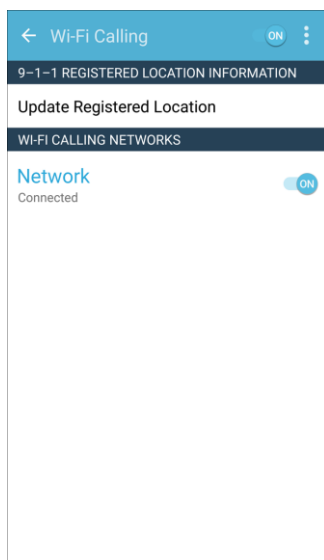 Wi-Fi Calling ON
9–1–1 REGISTERED LOCATION INFORMATION
Update Registered Location
WI-FI CALLING NETWORKS
Network
ON
Connected